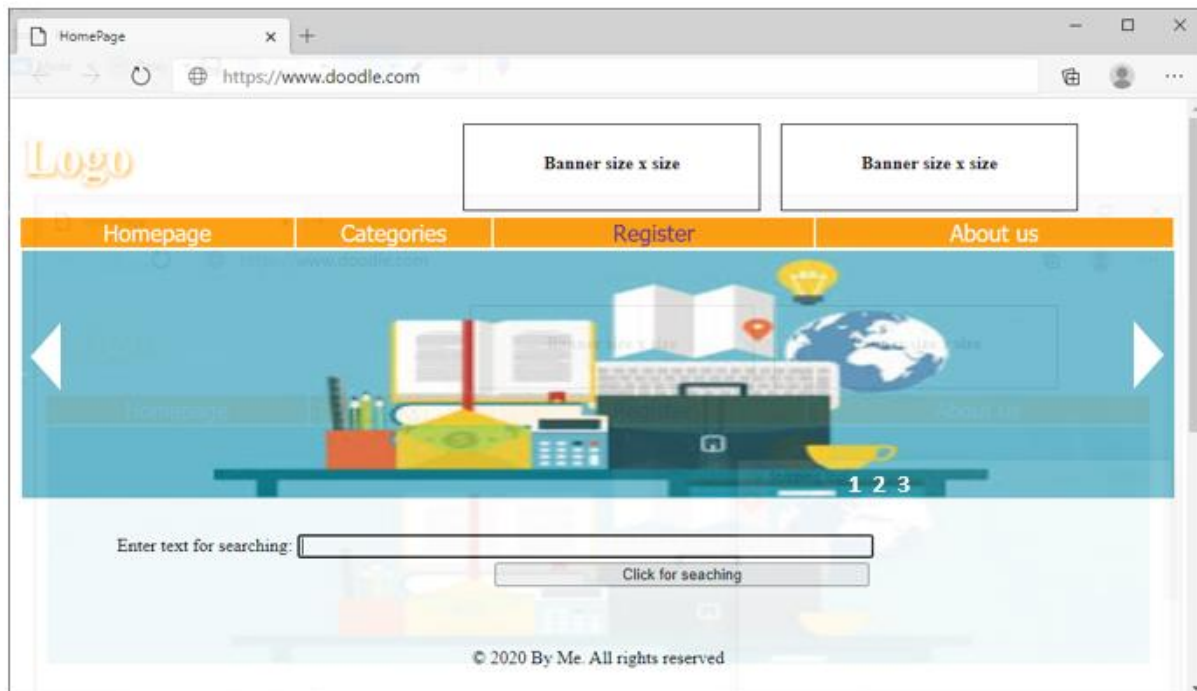 HomePage
https://www.doodle.com
Logo
Banner size x size
Banner size x size
Homepage
Categories
Register
About us
1 2 3
Enter text for searching:
Click for seaching
© 2020 By Me. All rights reserved